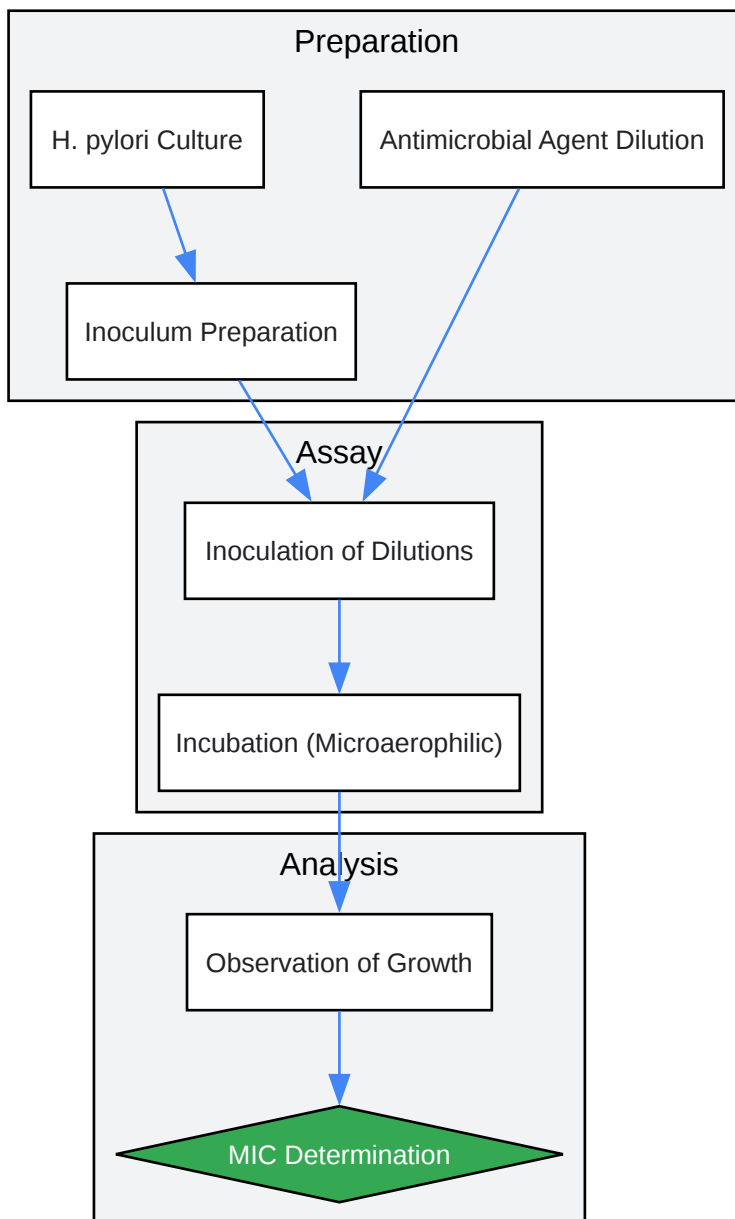 Preparation
H. pylori Culture
Antimicrobial Agent Dilution
Inoculum Preparation
Assay
Inoculation of Dilutions
Incubation (Microaerophilic)
Analysis
Observation of Growth
MIC Determination